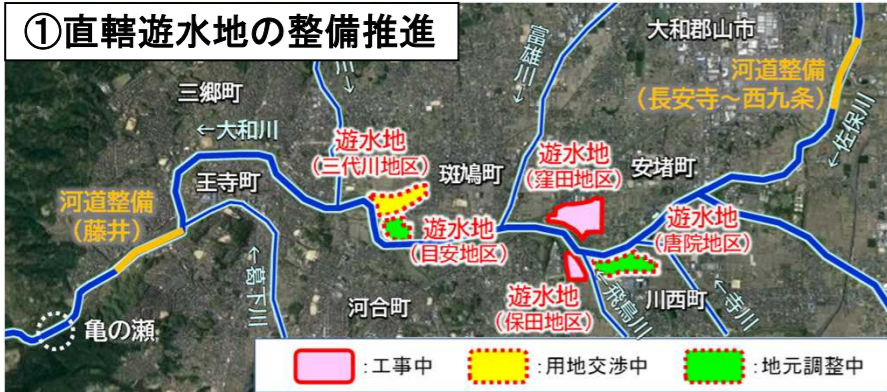 ①直轄遊水地の整備推進
大和郡山市
富雄川
川
河道整備
(長安寺～西九条)
三郷町
←大和川
←佐保川
遊水地
(三代川地区)
斑鳩町
遊水地
(窪田地区)
安堵町
王寺町
河道整備
(藤井)
遊水地
(目安地区)
遊水地
(唐院地区)
←葛下川
河合町
遊水地
(保田地区)
←飛鳥川
川西町
←寺川
亀の瀬
:工事中
:用地交渉中
:地元調整中